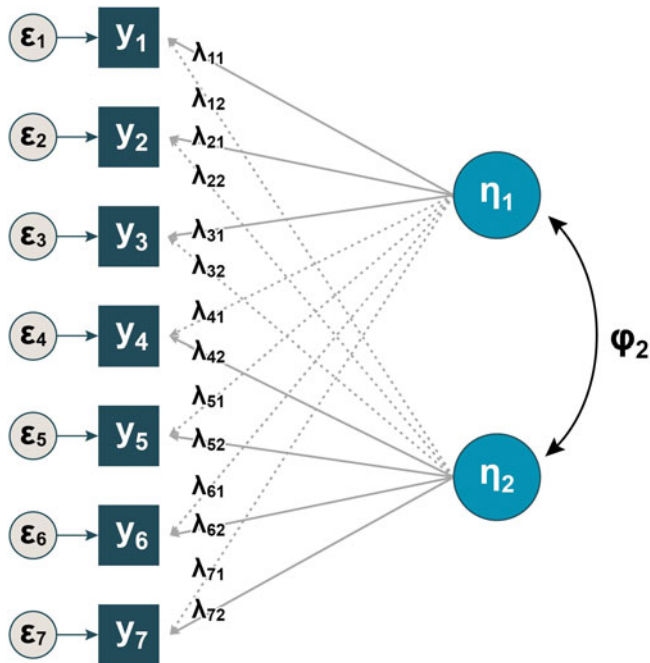 ε1 y1
λ11
λ12
ε2 y2
λ21
λ22
η1
ε3 y3
λ31
λ32
λ41
ε4 y4
λ42
φ2
λ51
ε5 y5
λ52
η2
λ61
ε6 y6
λ62
λ71
λ72
ε7 y7